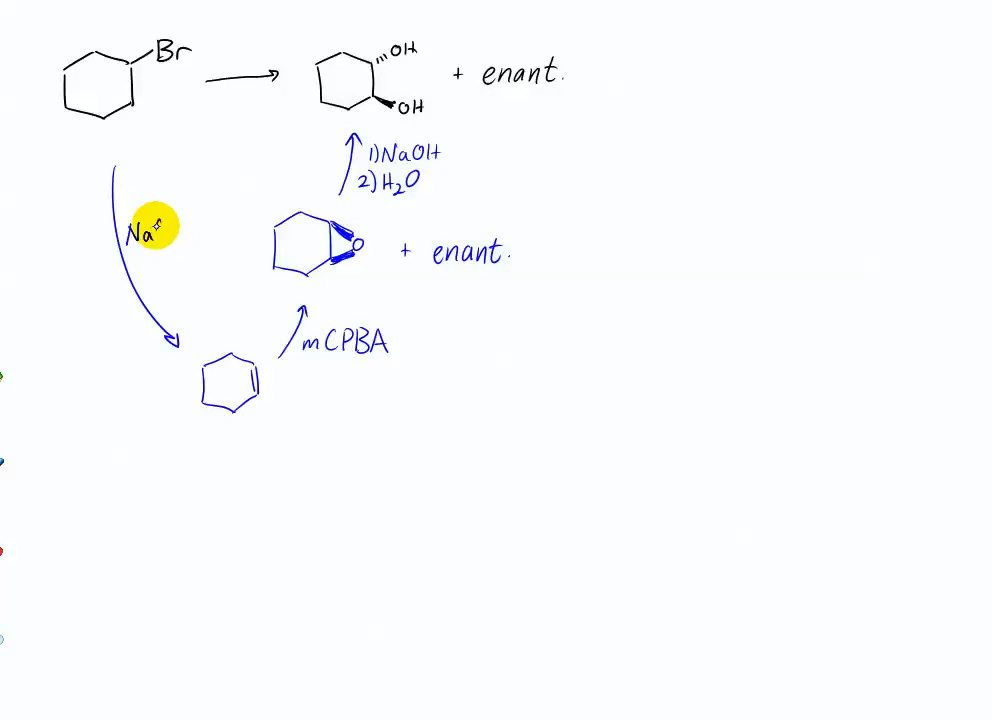 Br
OH
OH
+ enant.
1) NaOH
2) H₂O
Na
O
+ enant.
mCPBA